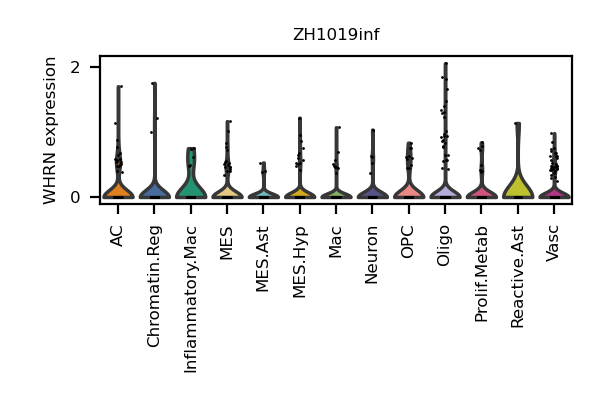 ZH1019inf
WHRN expression
2
0
AC
Chromatin.Reg
Inflammatory.Mac
MES
MES.Ast
MES.Hyp
Mac
Neuron
OPC
Oligo
Prolif.Metab
Reactive.Ast
Vasc